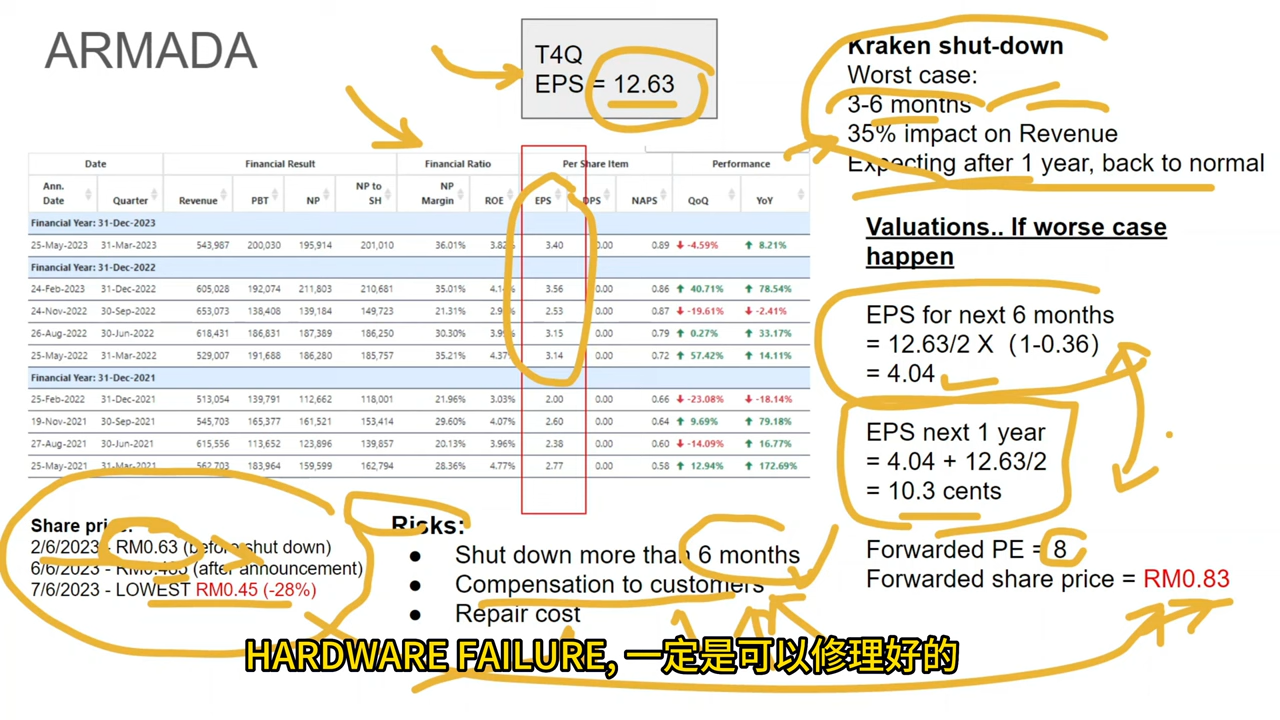 ARMADA
T4Q
EPS = 12.63
Kraken shut-down
Worst case:
3-6 months
35% impact on Revenue
Expecting after 1 year, back to normal
Date Financial Result Financial Ratio Per Share Item Performance
Ann. Date Quarter Revenue PBT NP NP to SH NP Margin ROE EPS DPS NAPS QoQ YoY
Financial Year: 31-Dec-2023
25-May-2023 31-Mar-2023 543,987 200,030 195,914 201,010 36.01% 3.82% 3.40 0.00 0.89 -4.59% 8.21%
Financial Year: 31-Dec-2022
24-Feb-2023 31-Dec-2022 605,028 192,074 211,803 210,681 35.01% 3.56 0.00 0.86 40.71% 78.54%
24-Nov-2022 30-Sep-2022 653,073 138,408 139,184 149,723 21.31% 2.53 0.00 0.87 -19.61% -2.41%
26-Aug-2022 30-Jun-2022 618,431 186,831 187,389 186,250 30.30% 3.15 0.00 0.79 0.27% 33.17%
25-May-2022 31-Mar-2022 529,007 191,688 186,280 185,757 35.21% 4.37% 3.14 0.00 0.72 57.42% 14.11%
Financial Year: 31-Dec-2021
25-Feb-2022 31-Dec-2021 513,054 139,791 112,662 118,001 21.96% 3.03% 2.00 0.00 0.66 -23.08% -18.14%
19-Nov-2021 30-Sep-2021 545,703 165,377 161,521 153,414 29.60% 4.07% 2.60 0.00 0.64 9.69% 79.18%
27-Aug-2021 30-Jun-2021 615,556 113,652 123,896 139,857 20.13% 3.96% 2.38 0.00 0.60 -14.09% 16.77%
25-May-2021 31-Mar-2021 562,703 183,964 159,599 162,794 28.36% 4.77% 2.77 0.00 0.58 12.94% 172.69%
Valuations.. If worse case
happen
EPS for next 6 months
= 12.63/2 X （1-0.36)
= 4.04
EPS next 1 year
= 4.04 + 12.63/2
= 10.3 cents
Forwarded PE = 8
Forwarded share price = RM0.83
Share price:
2/6/2023 - RM0.63 (before shut down)
6/6/2023 - (after announcement)
7/6/2023 - LOWEST RM0.45 (-28%)
Risks:
● Shut down more than 6 months
● Compensation to customers
● Repair cost
HARDWARE FAILURE, 一定是可以修理好的